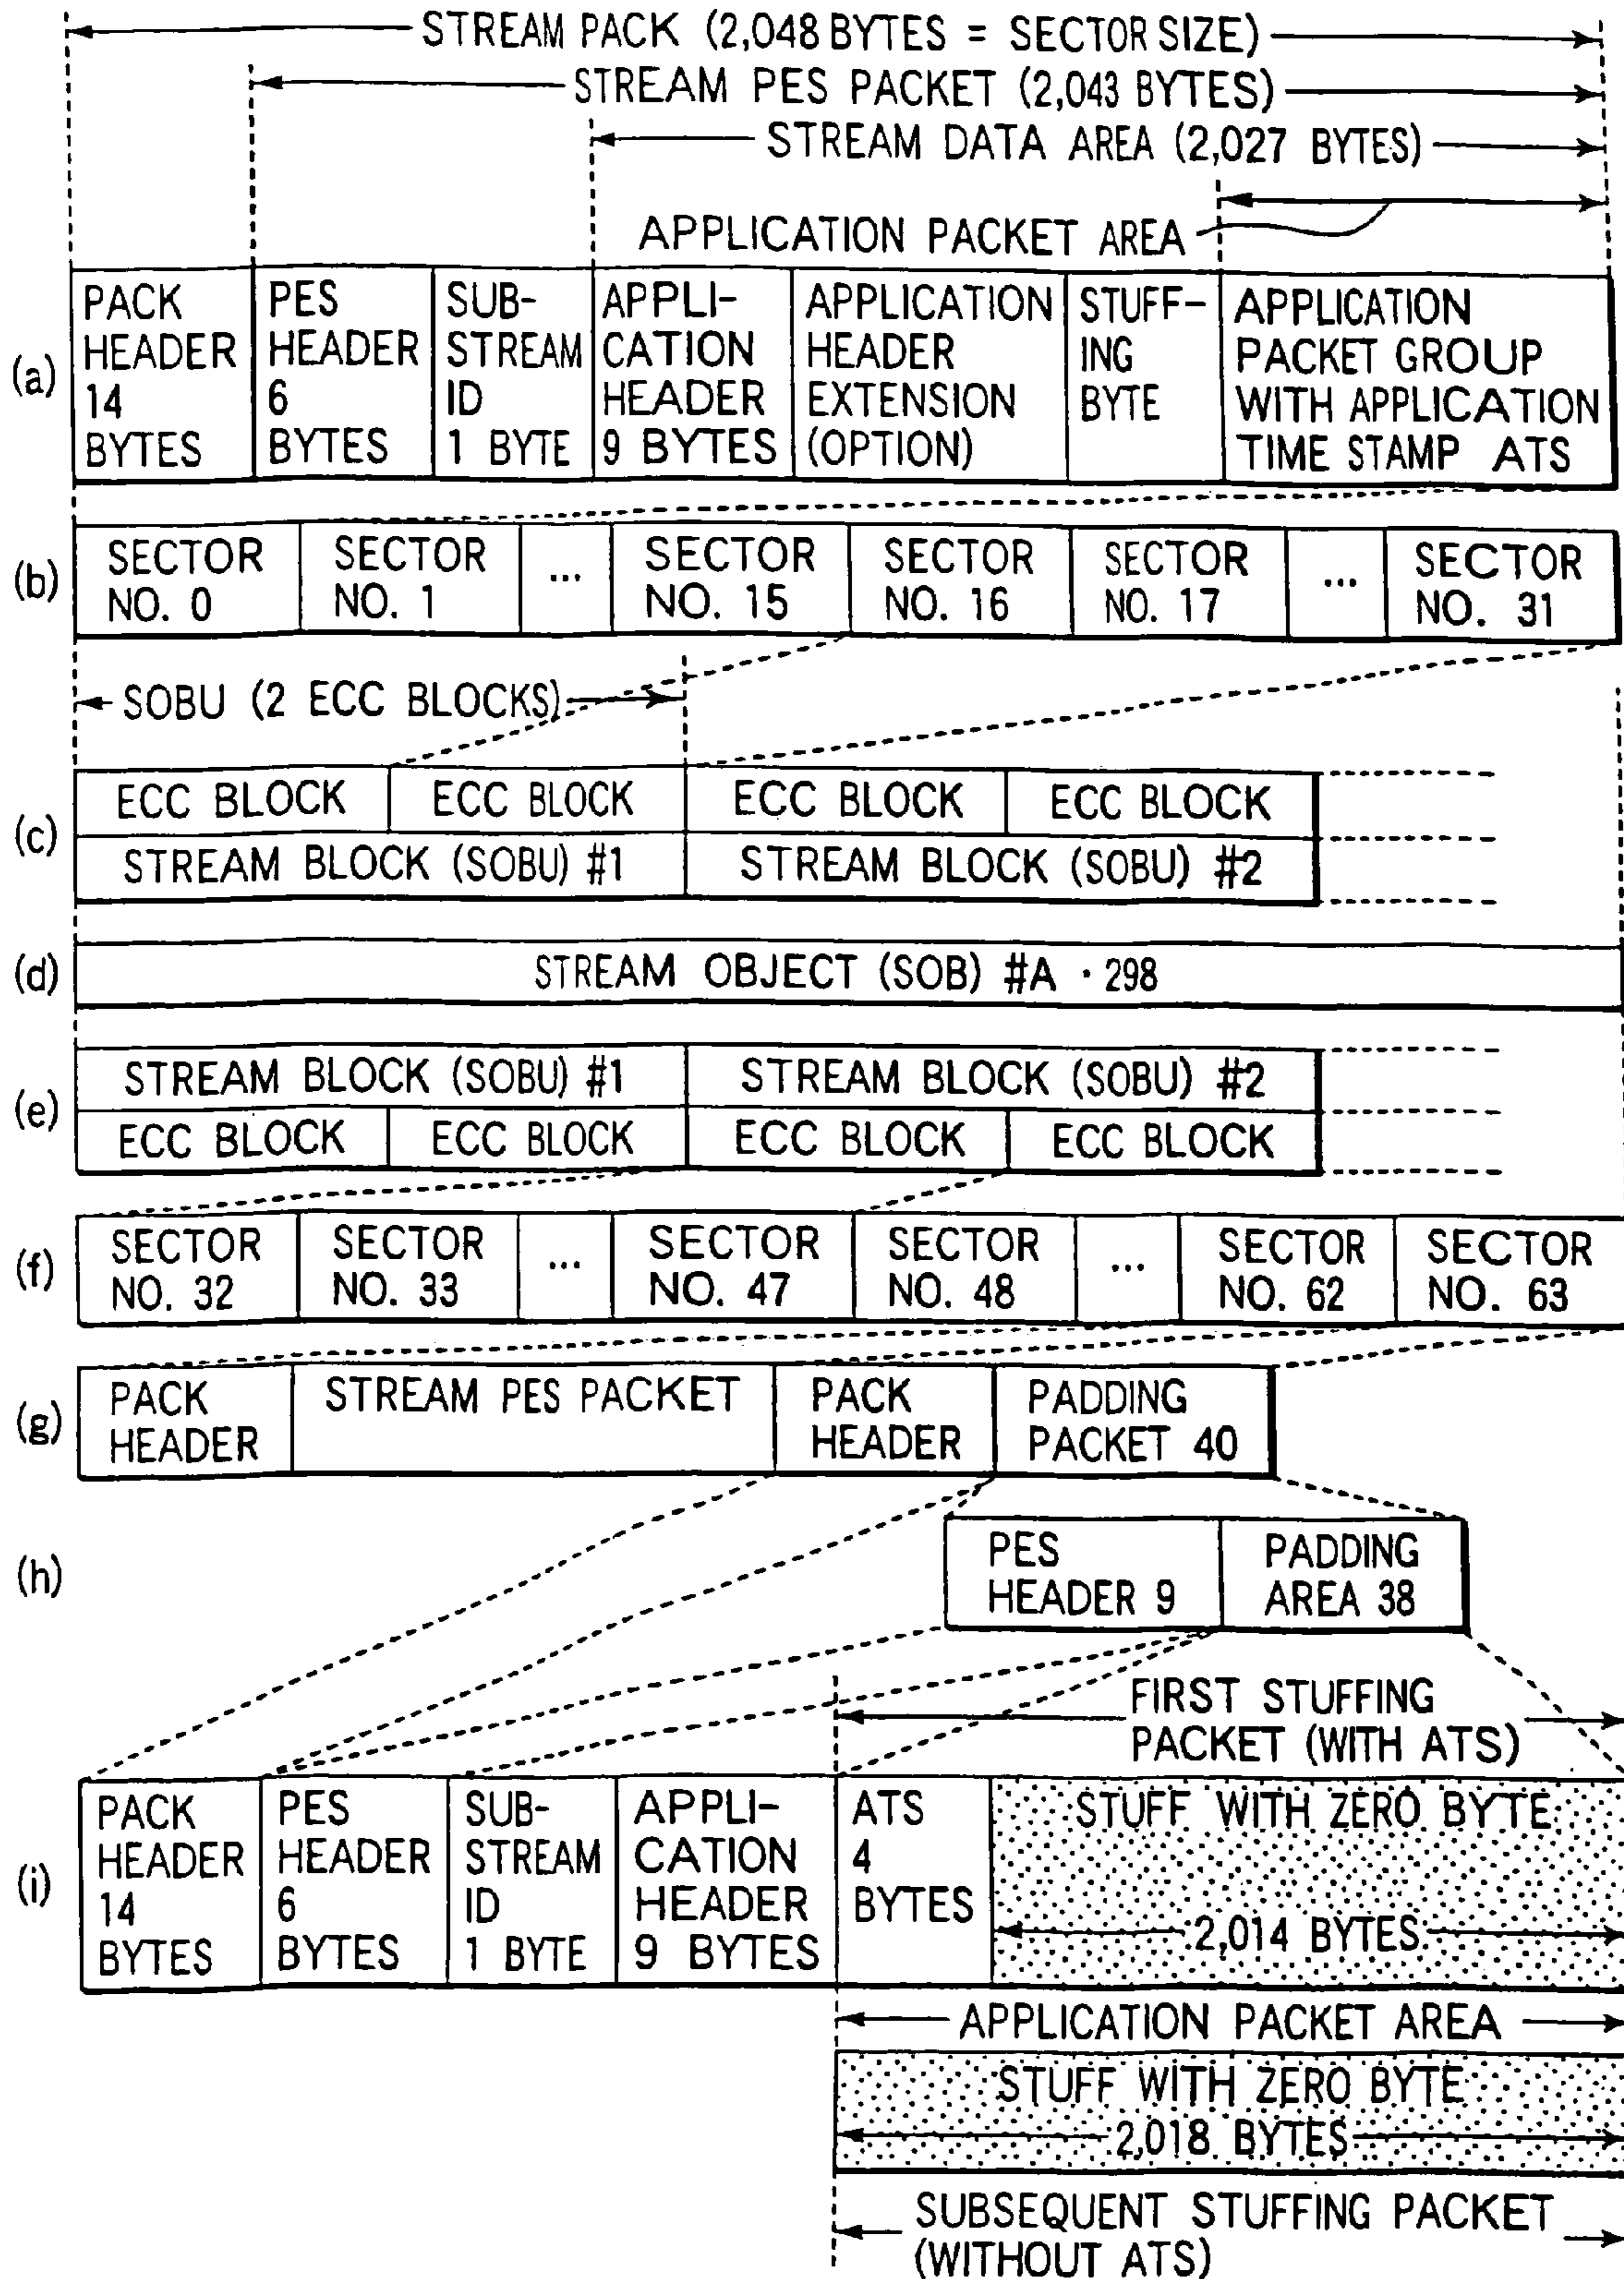 STREAM PACK (2,048 BYTES = SECTOR SIZE)
STREAM PES PACKET (2,043 BYTES)
STREAM DATA AREA (2,027 BYTES)
APPLICATION PACKET AREA
(a)
PACK
HEADER
14
BYTES
PES
HEADER
6
BYTES
SUB-
STREAM
ID
1 BYTE
APPLI-
CATION
HEADER
9 BYTES
APPLICATION
HEADER
EXTENSION
(OPTION)
STUFF-
ING
BYTE
APPLICATION
PACKET GROUP
WITH APPLICATION
TIME STAMP ATS
(b)
SECTOR
NO. 0
SECTOR
NO. 1
...
SECTOR
NO. 15
SECTOR
NO. 16
SECTOR
NO. 17
...
SECTOR
NO. 31
SOBU (2 ECC BLOCKS)
(c)
ECC BLOCK
ECC BLOCK
ECC BLOCK
ECC BLOCK
STREAM BLOCK (SOBU) #1
STREAM BLOCK (SOBU) #2
(d)
STREAM OBJECT (SOB) #A · 298
(e)
STREAM BLOCK (SOBU) #1
STREAM BLOCK (SOBU) #2
ECC BLOCK
ECC BLOCK
ECC BLOCK
ECC BLOCK
(f)
SECTOR
NO. 32
SECTOR
NO. 33
...
SECTOR
NO. 47
SECTOR
NO. 48
...
SECTOR
NO. 62
SECTOR
NO. 63
(g)
PACK
HEADER
STREAM PES PACKET
PACK
HEADER
PADDING
PACKET 40
(h)
PES
HEADER 9
PADDING
AREA 38
FIRST STUFFING
PACKET (WITH ATS)
(i)
PACK
HEADER
14
BYTES
PES
HEADER
6
BYTES
SUB-
STREAM
ID
1 BYTE
APPLI-
CATION
HEADER
9 BYTES
ATS
4
BYTES
STUFF WITH ZERO BYTE
2,014 BYTES
APPLICATION PACKET AREA
STUFF WITH ZERO BYTE
2,018 BYTES
SUBSEQUENT STUFFING PACKET
(WITHOUT ATS)